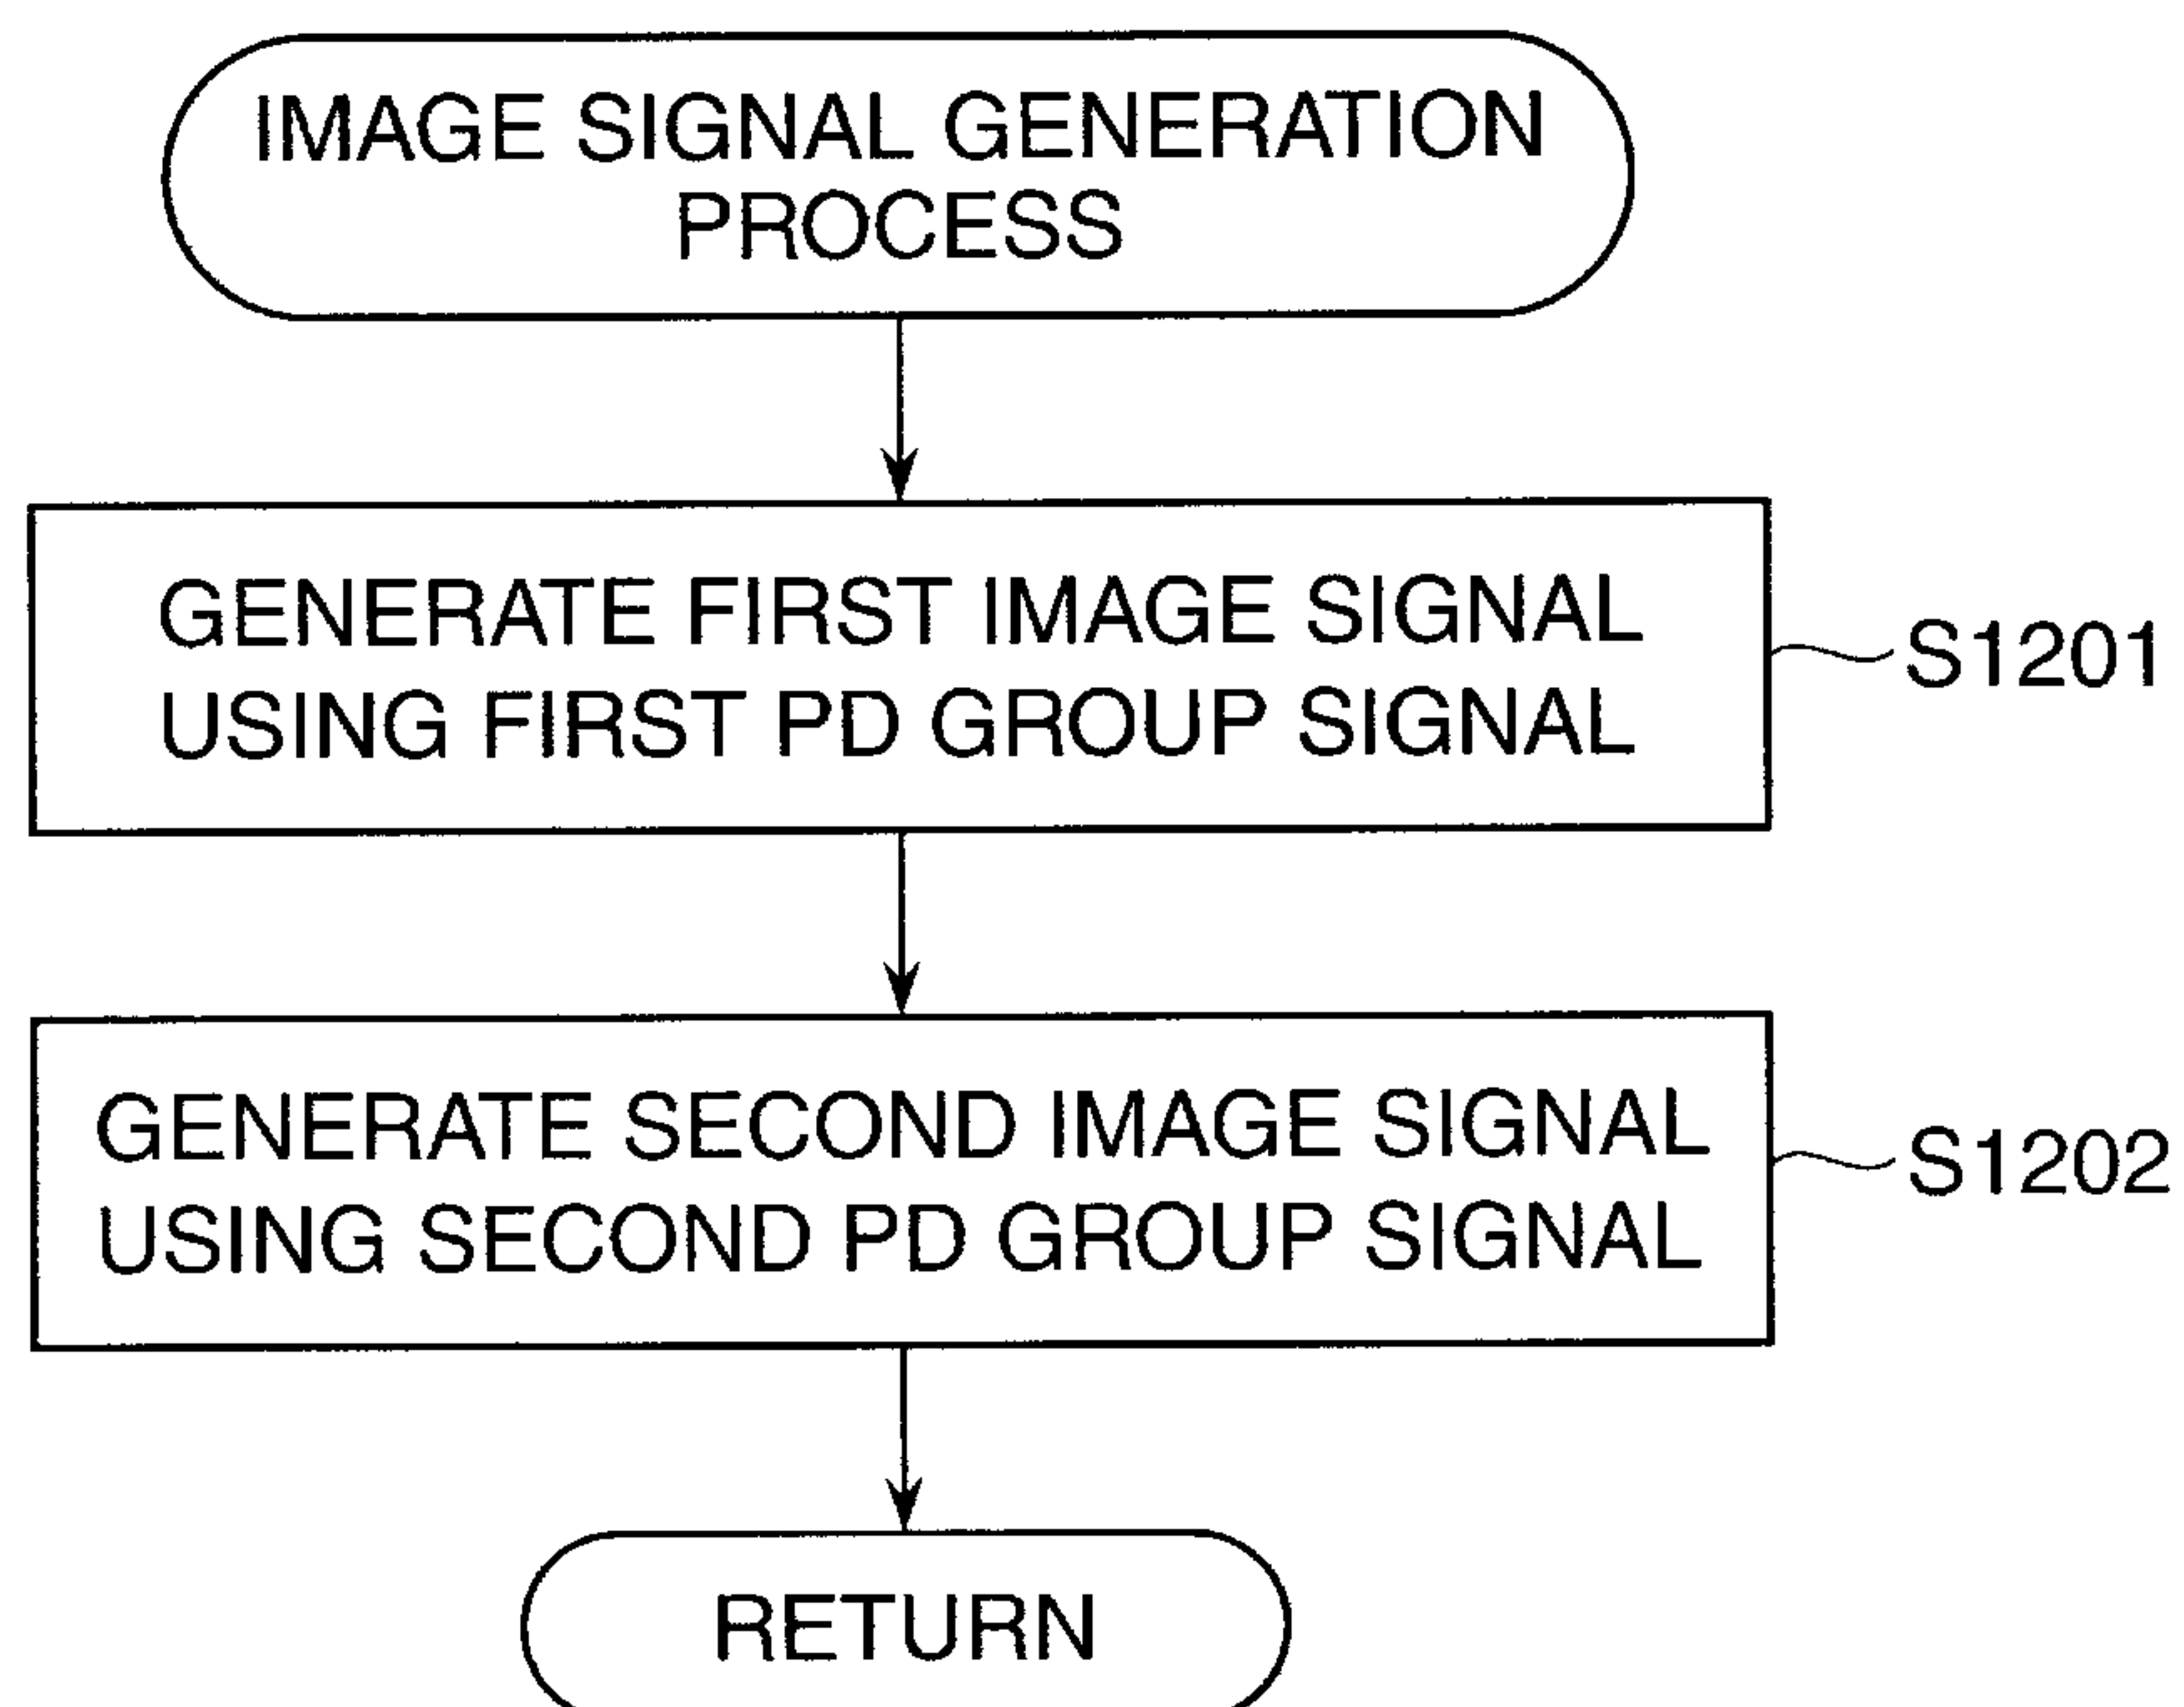 IMAGE SIGNAL GENERATION
PROCESS
GENERATE FIRST IMAGE SIGNAL
USING FIRST PD GROUP SIGNAL
S1201
GENERATE SECOND IMAGE SIGNAL
USING SECOND PD GROUP SIGNAL
S1202
RETURN